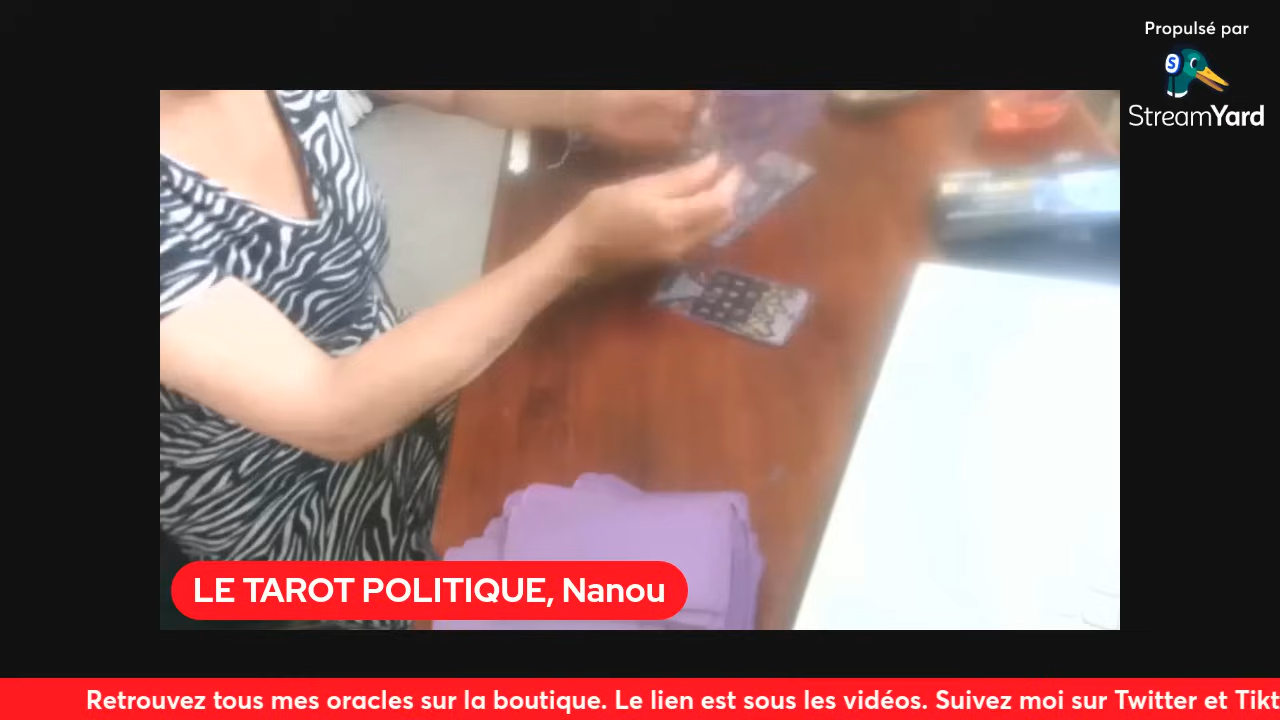 Propulsé par
StreamYard
LE TAROT POLITIQUE, Nanou
Retrouvez tous mes oracles sur la boutique. Le lien est sous les vidéos. Suivez moi sur Twitter et Tikt